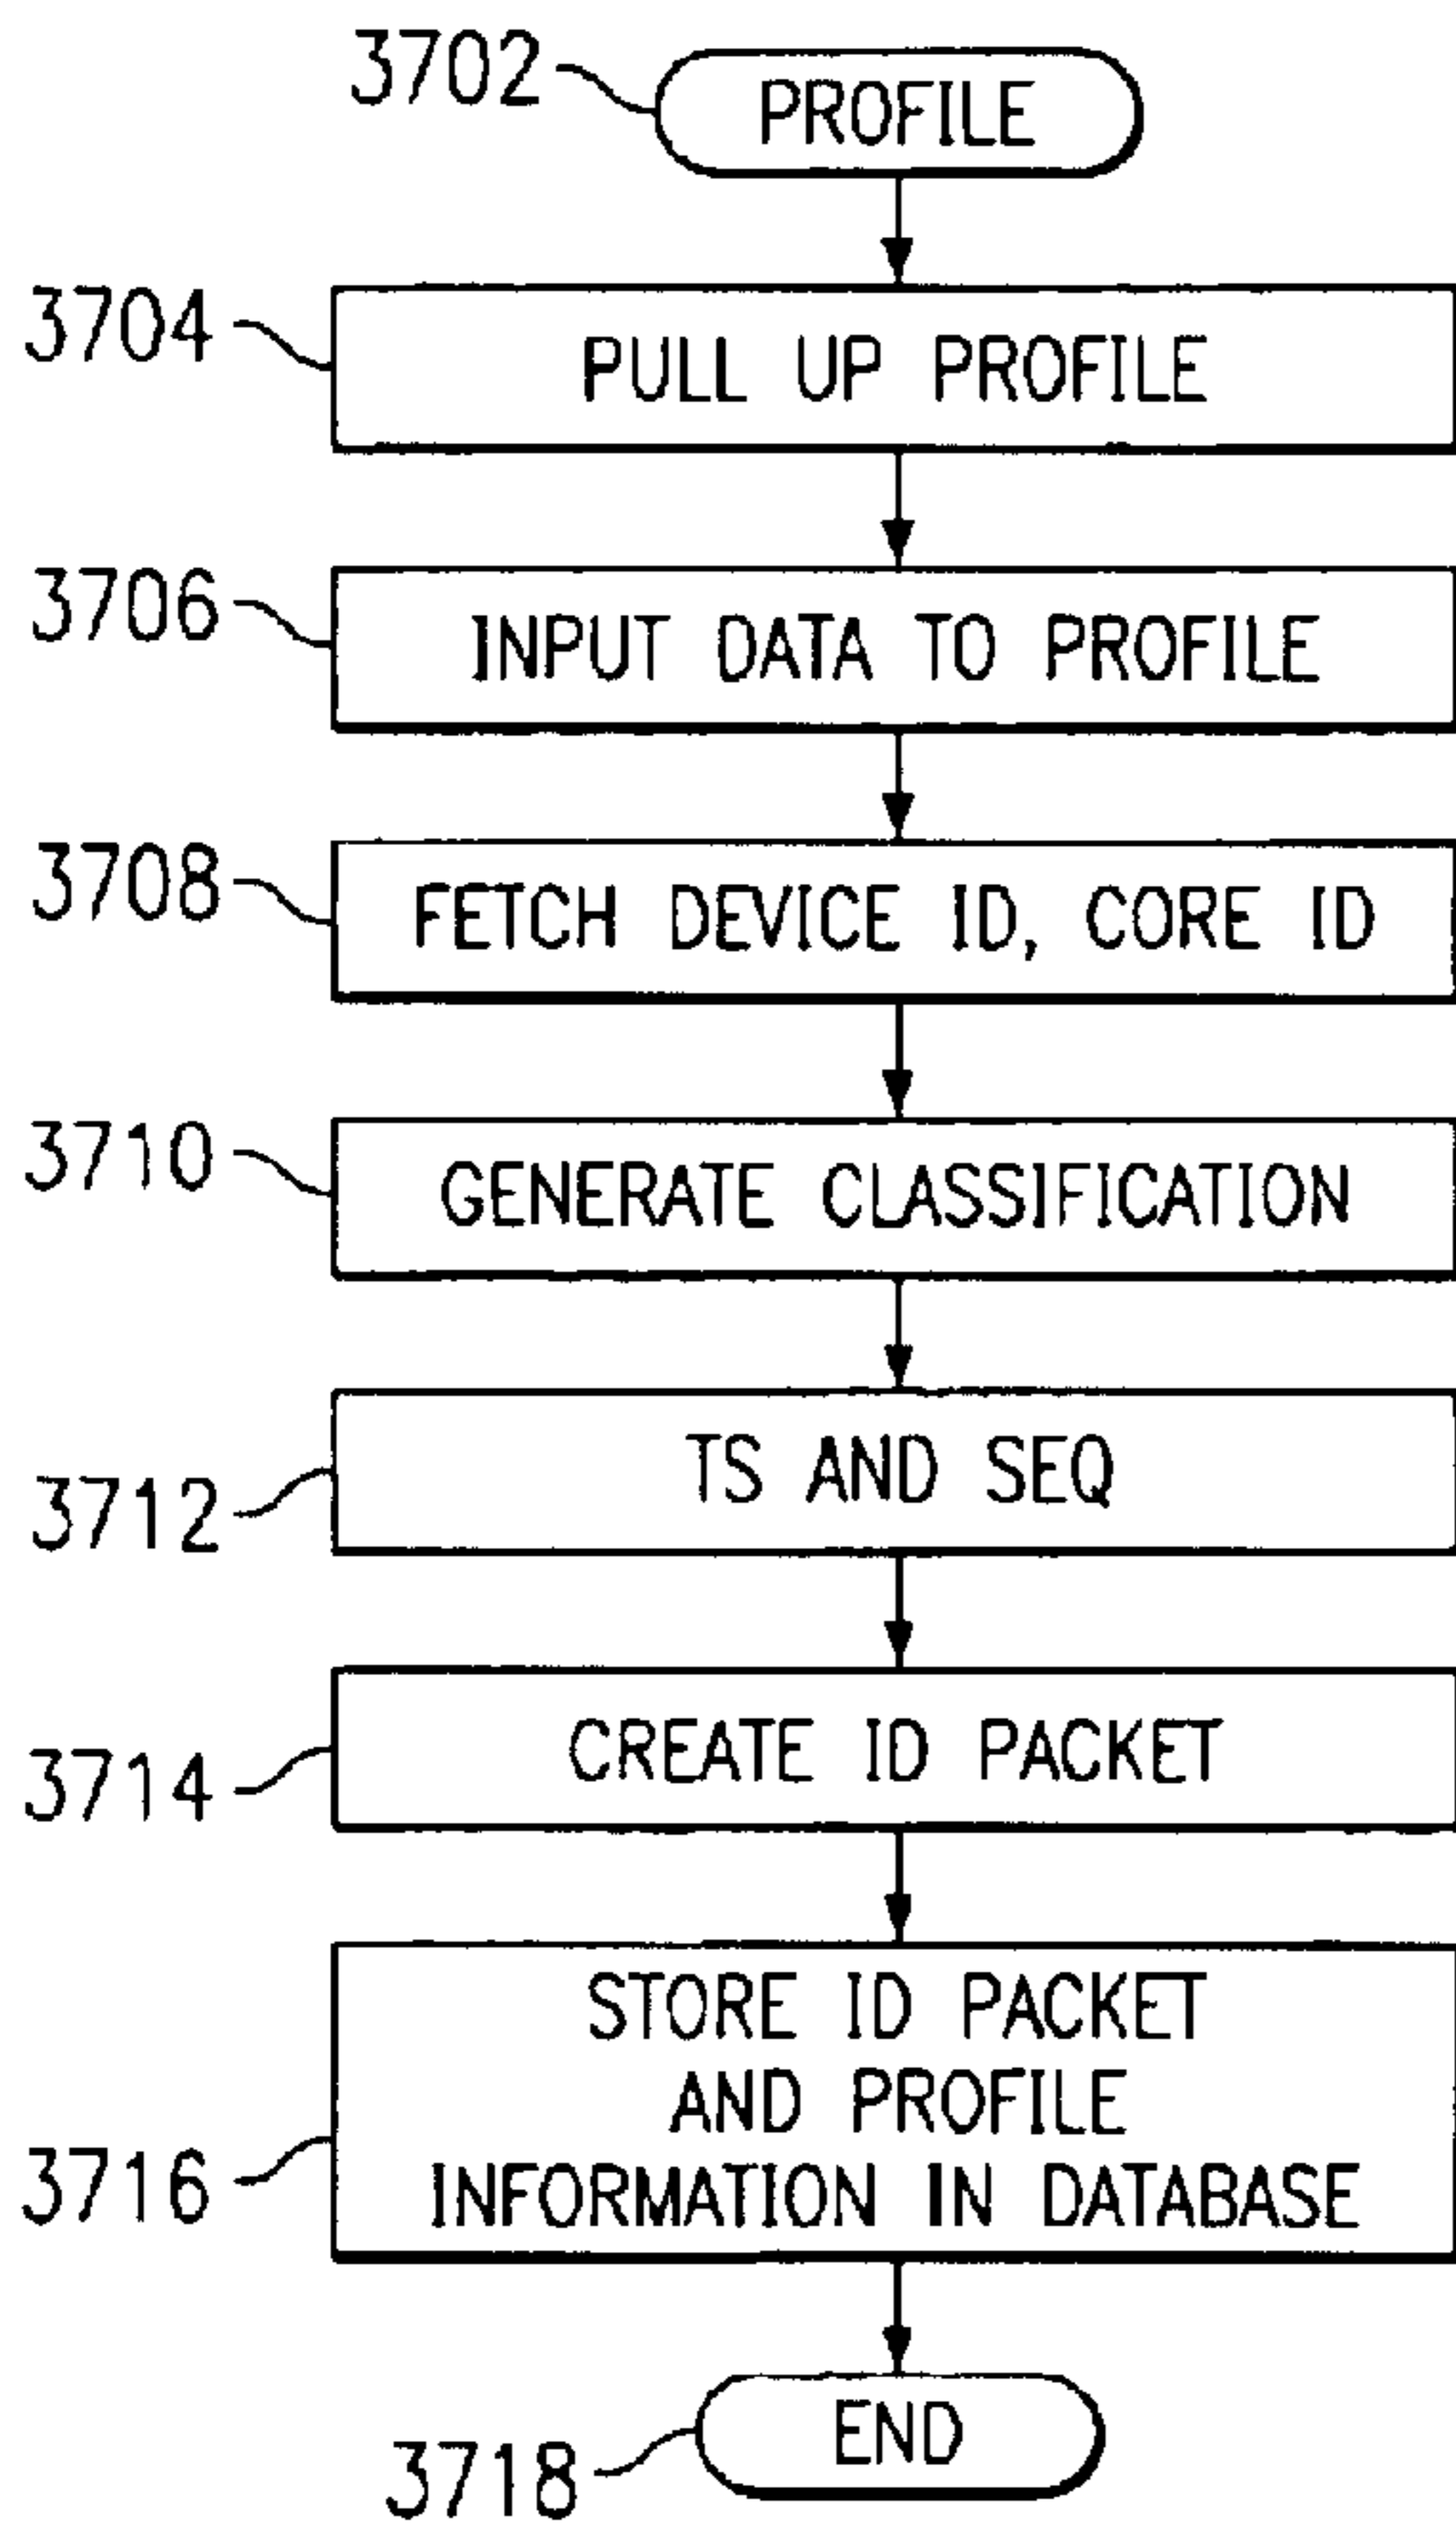 3702
PROFILE
3704
PULL UP PROFILE
3706
INPUT DATA TO PROFILE
3708
FETCH DEVICE ID, CORE ID
3710
GENERATE CLASSIFICATION
3712
TS AND SEQ
3714
CREATE ID PACKET
3716
STORE ID PACKET
AND PROFILE
INFORMATION IN DATABASE
3718
END